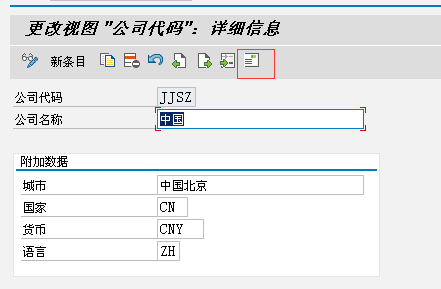 更改视图 "公司代码": 详细信息
新条目
公司代码 JJSZ
公司名称 中国
附加数据
城市 中国北京
国家 CN
货币 CNY
语言 ZH